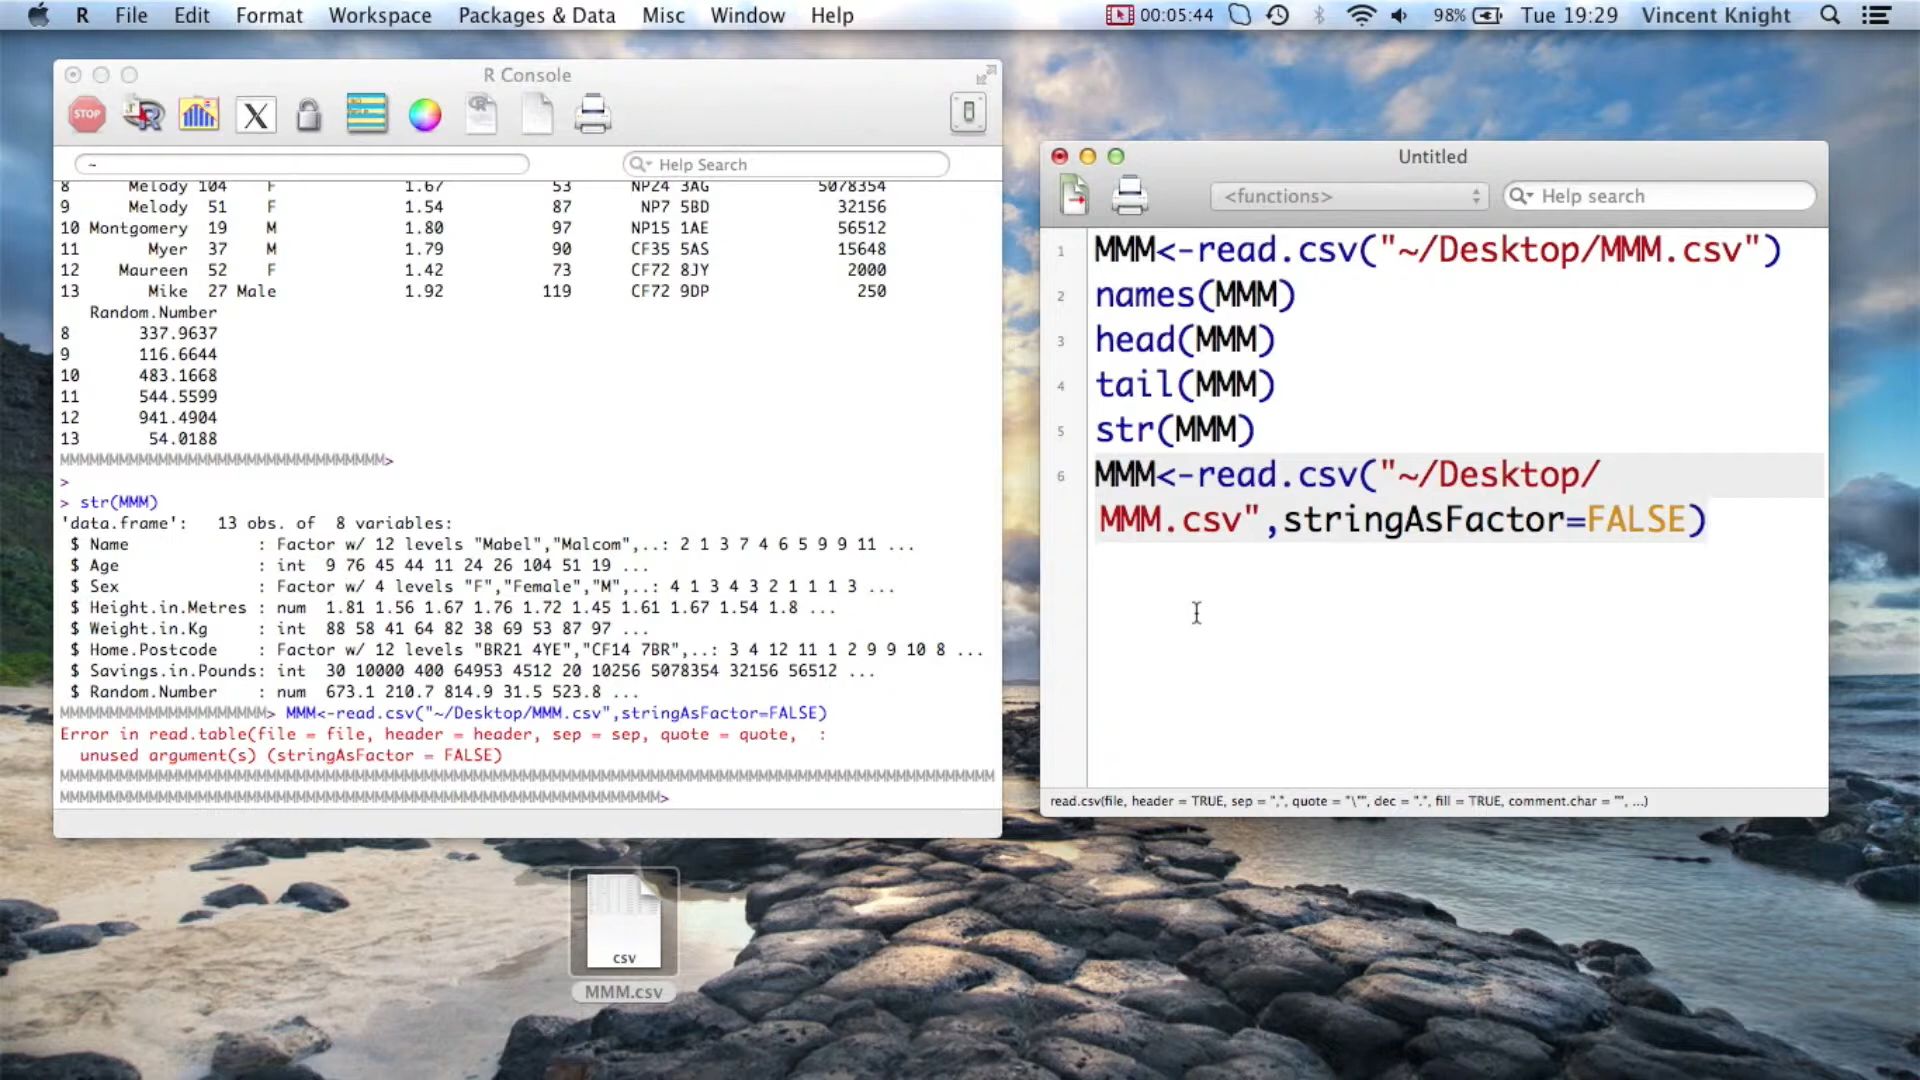 R File Edit Format Workspace Packages & Data Misc Window Help 00:05:44 98% Tue 19:29 Vincent Knight
R Console
STOP
~ Help Search
8 Melody 104 F 1.67 53 NP24 3AG 5078354
9 Melody 51 F 1.54 87 NP7 5BD 32156
10 Montgomery 19 M 1.80 97 NP15 1AE 56512
11 Myer 37 M 1.79 90 CF35 5AS 15648
12 Maureen 52 F 1.42 73 CF72 8JY 2000
13 Mike 27 Male 1.92 119 CF72 9DP 250
Random.Number
8 337.9637
9 116.6644
10 483.1668
11 544.5599
12 941.4904
13 54.0188
>
>
> str(MMM)
'data.frame': 13 obs. of 8 variables:
$ Name : Factor w/ 12 levels "Mabel","Malcom",..: 2 1 3 7 4 6 5 9 9 11 ...
$ Age : int 9 76 45 44 11 24 26 104 51 19 ...
$ Sex : Factor w/ 4 levels "F","Female","M",..: 4 1 3 4 3 2 1 1 1 3 ...
$ Height.in.Metres : num 1.81 1.56 1.67 1.76 1.72 1.45 1.61 1.67 1.54 1.8 ...
$ Weight.in.Kg : int 88 58 41 64 82 38 69 53 87 97 ...
$ Home.Postcode : Factor w/ 12 levels "BR21 4YE","CF14 7BR",..: 3 4 12 11 1 2 9 9 10 8 ...
$ Savings.in.Pounds: int 30 10000 400 64953 4512 20 10256 5078354 32156 56512 ...
$ Random.Number : num 673.1 210.7 814.9 31.5 523.8 ...
> MMM<-read.csv("~/Desktop/MMM.csv",stringAsFactor=FALSE)
Error in read.table(file = file, header = header, sep = sep, quote = quote, :
unused argument(s) (stringAsFactor = FALSE)
>
Untitled
<functions> Help search
1 MMM<-read.csv("~/Desktop/MMM.csv")
2 names(MMM)
3 head(MMM)
4 tail(MMM)
5 str(MMM)
6 MMM<-read.csv("~/Desktop/
MMM.csv",stringAsFactor=FALSE)
read.csv(file, header = TRUE, sep = ",", quote = "\"", dec = ".", fill = TRUE, comment.char = "", ...)
csv
MMM.csv